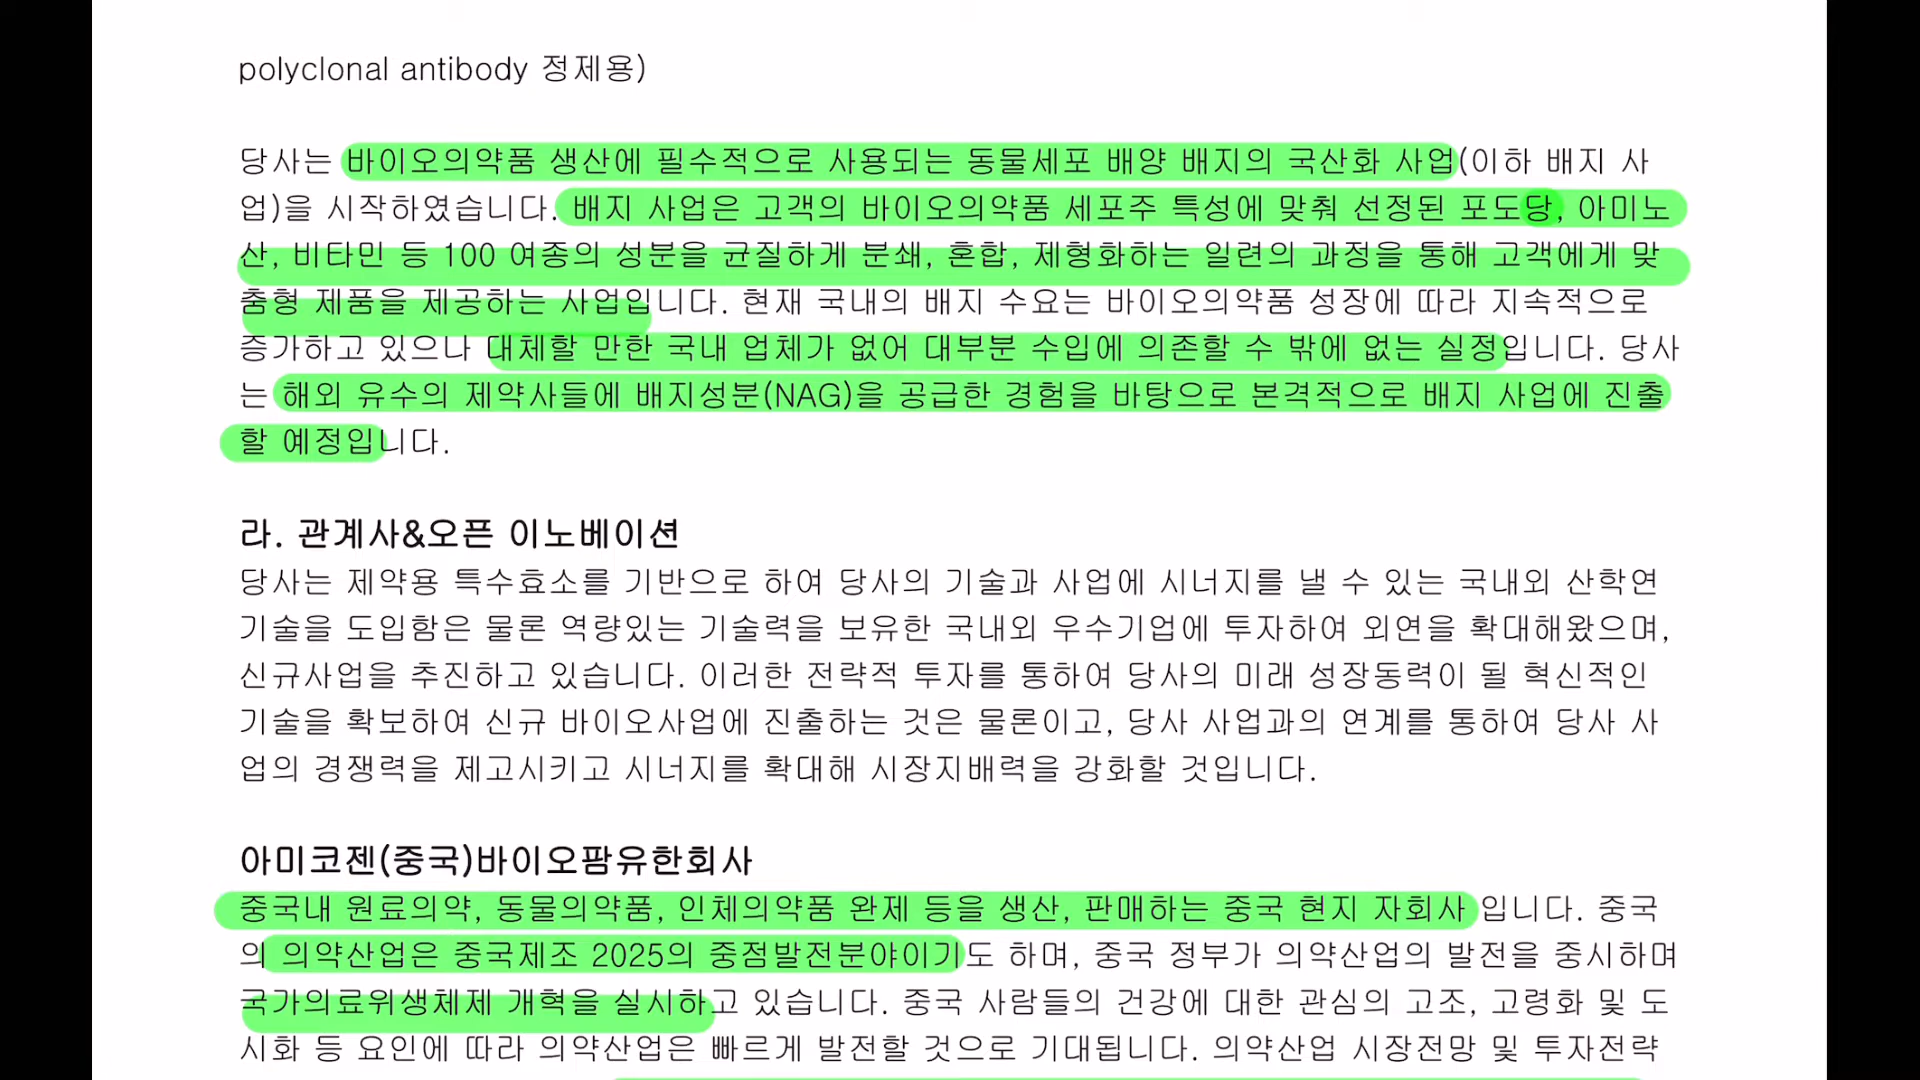 polyclonal antibody 정제용)
당사는 바이오의약품 생산에 필수적으로 사용되는 동물세포 배양 배지의 국산화 사업(이하 배지 사
업)을 시작하였습니다. 배지 사업은 고객의 바이오의약품 세포주 특성에 맞춰 선정된 포도당, 아미노
산, 비타민 등 100 여종의 성분을 균질하게 분쇄, 혼합, 제형화하는 일련의 과정을 통해 고객에게 맞
춤형 제품을 제공하는 사업입니다. 현재 국내의 배지 수요는 바이오의약품 성장에 따라 지속적으로
증가하고 있으나 대체할 만한 국내 업체가 없어 대부분 수입에 의존할 수 밖에 없는 실정입니다. 당사
는 해외 유수의 제약사들에 배지성분(NAG)을 공급한 경험을 바탕으로 본격적으로 배지 사업에 진출
할 예정입니다.
라. 관계사&오픈 이노베이션
당사는 제약용 특수효소를 기반으로 하여 당사의 기술과 사업에 시너지를 낼 수 있는 국내외 산학연
기술을 도입함은 물론 역량있는 기술력을 보유한 국내외 우수기업에 투자하여 외연을 확대해왔으며,
신규사업을 추진하고 있습니다. 이러한 전략적 투자를 통하여 당사의 미래 성장동력이 될 혁신적인
기술을 확보하여 신규 바이오사업에 진출하는 것은 물론이고, 당사 사업과의 연계를 통하여 당사 사
업의 경쟁력을 제고시키고 시너지를 확대해 시장지배력을 강화할 것입니다.
아미코젠(중국)바이오팜유한회사
중국내 원료의약, 동물의약품, 인체의약품 완제 등을 생산, 판매하는 중국 현지 자회사 입니다. 중국
의 의약산업은 중국제조 2025의 중점발전분야이기도 하며, 중국 정부가 의약산업의 발전을 중시하며
국가의료위생체제 개혁을 실시하고 있습니다. 중국 사람들의 건강에 대한 관심의 고조, 고령화 및 도
시화 등 요인에 따라 의약산업은 빠르게 발전할 것으로 기대됩니다. 의약산업 시장전망 및 투자전략